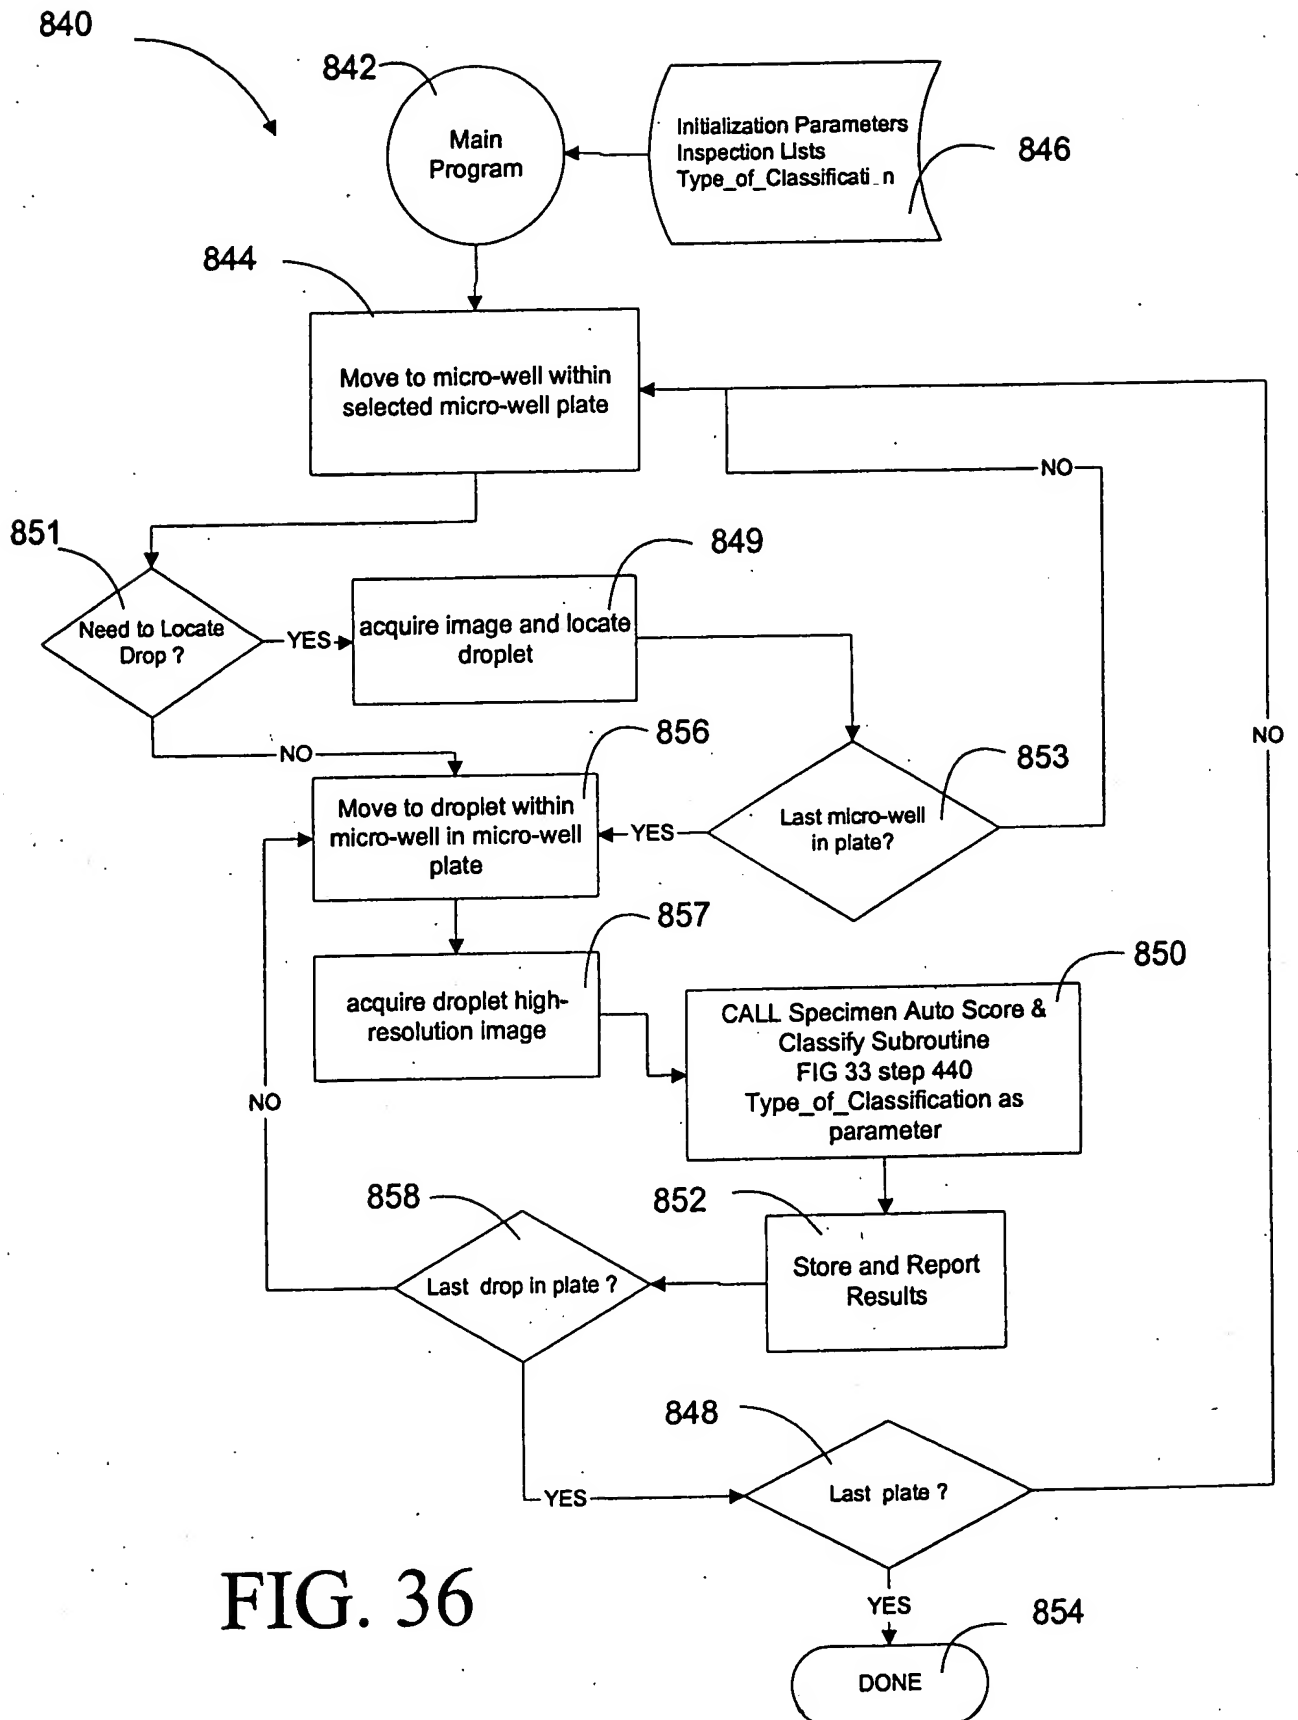 840
842
Main
Program
Initialization Parameters
Inspection Lists
Type_of_Classificati_n
846
844
Move to micro-well within
selected micro-well plate
NO
851
Need to Locate
Drop ?
YES
849
acquire image and locate
droplet
NO
856
Move to droplet within
micro-well in micro-well
plate
YES
853
Last micro-well
in plate?
NO
857
acquire droplet high-
resolution image
850
CALL Specimen Auto Score &
Classify Subroutine
FIG 33 step 440
Type_of_Classification as
parameter
NO
858
Last drop in plate ?
852
Store and Report
Results
848
Last plate ?
YES
YES
854
DONE
FIG. 36